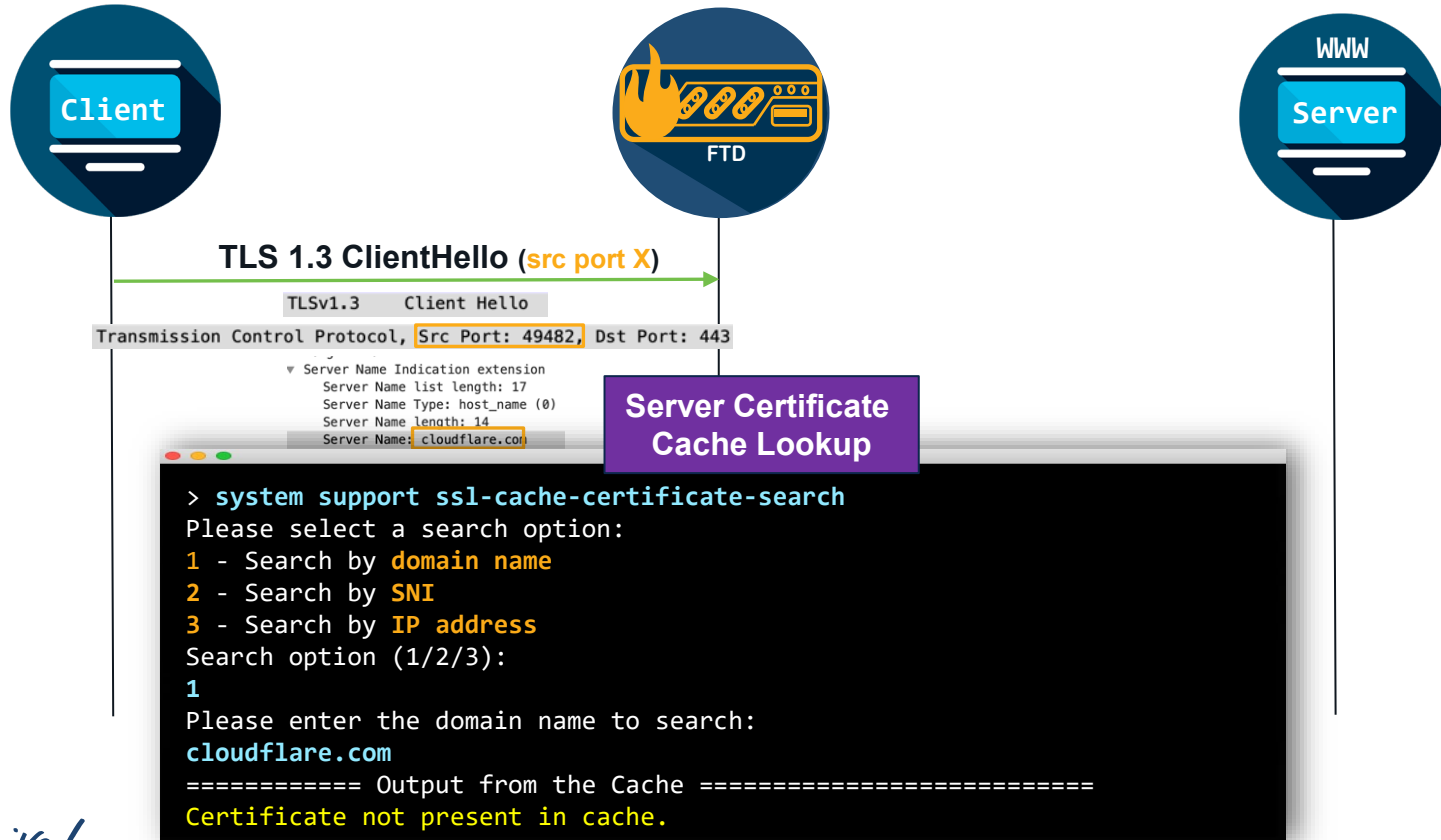 WWW
Client
Server
FTD
TLS 1.3 ClientHello (src port X)
TLSv1.3 Client Hello
Transmission Control Protocol, Src Port: 49482, Dst Port: 443
▼ Server Name Indication extension
Server Name list length: 17
Server Name Type: host_name (0)
Server Name length: 14
Server Name: cloudflare.com
Server Certificate
Cache Lookup
> system support ssl-cache-certificate-search
Please select a search option:
1 - Search by domain name
2 - Search by SNI
3 - Search by IP address
Search option (1/2/3):
1
Please enter the domain name to search:
cloudflare.com
============ Output from the Cache ===========================
Certificate not present in cache.